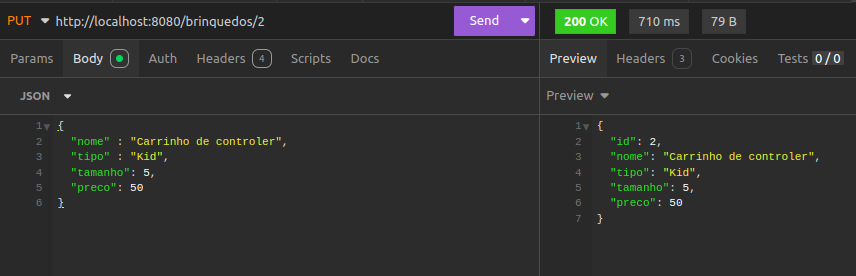 PUT http://localhost:8080/brinquedos/2 Send 200 OK 710 ms 79 B
Params Body Auth Headers 4 Scripts Docs Preview Headers 3 Cookies Tests 0 / 0
JSON Preview
1 {
2 "nome" : "Carrinho de controler",
3 "tipo" : "Kid",
4 "tamanho": 5,
5 "preco": 50
6 }
1 {
2 "id": 2,
3 "nome": "Carrinho de controler",
4 "tipo": "Kid",
5 "tamanho": 5,
6 "preco": 50
7 }